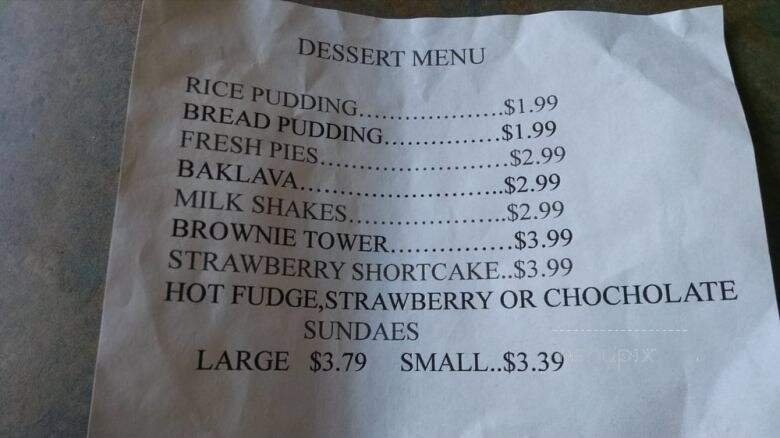 DESSERT MENU
RICE PUDDING....................$1.99
BREAD PUDDING................$1.99
FRESH PIES..........................$2.99
BAKLAVA............................$2.99
MILK SHAKES......................$2.99
BROWNIE TOWER................$3.99
STRAWBERRY SHORTCAKE..$3.99
HOT FUDGE,STRAWBERRY OR CHOCHOLATE
SUNDAES
LARGE $3.79 SMALL..$3.39